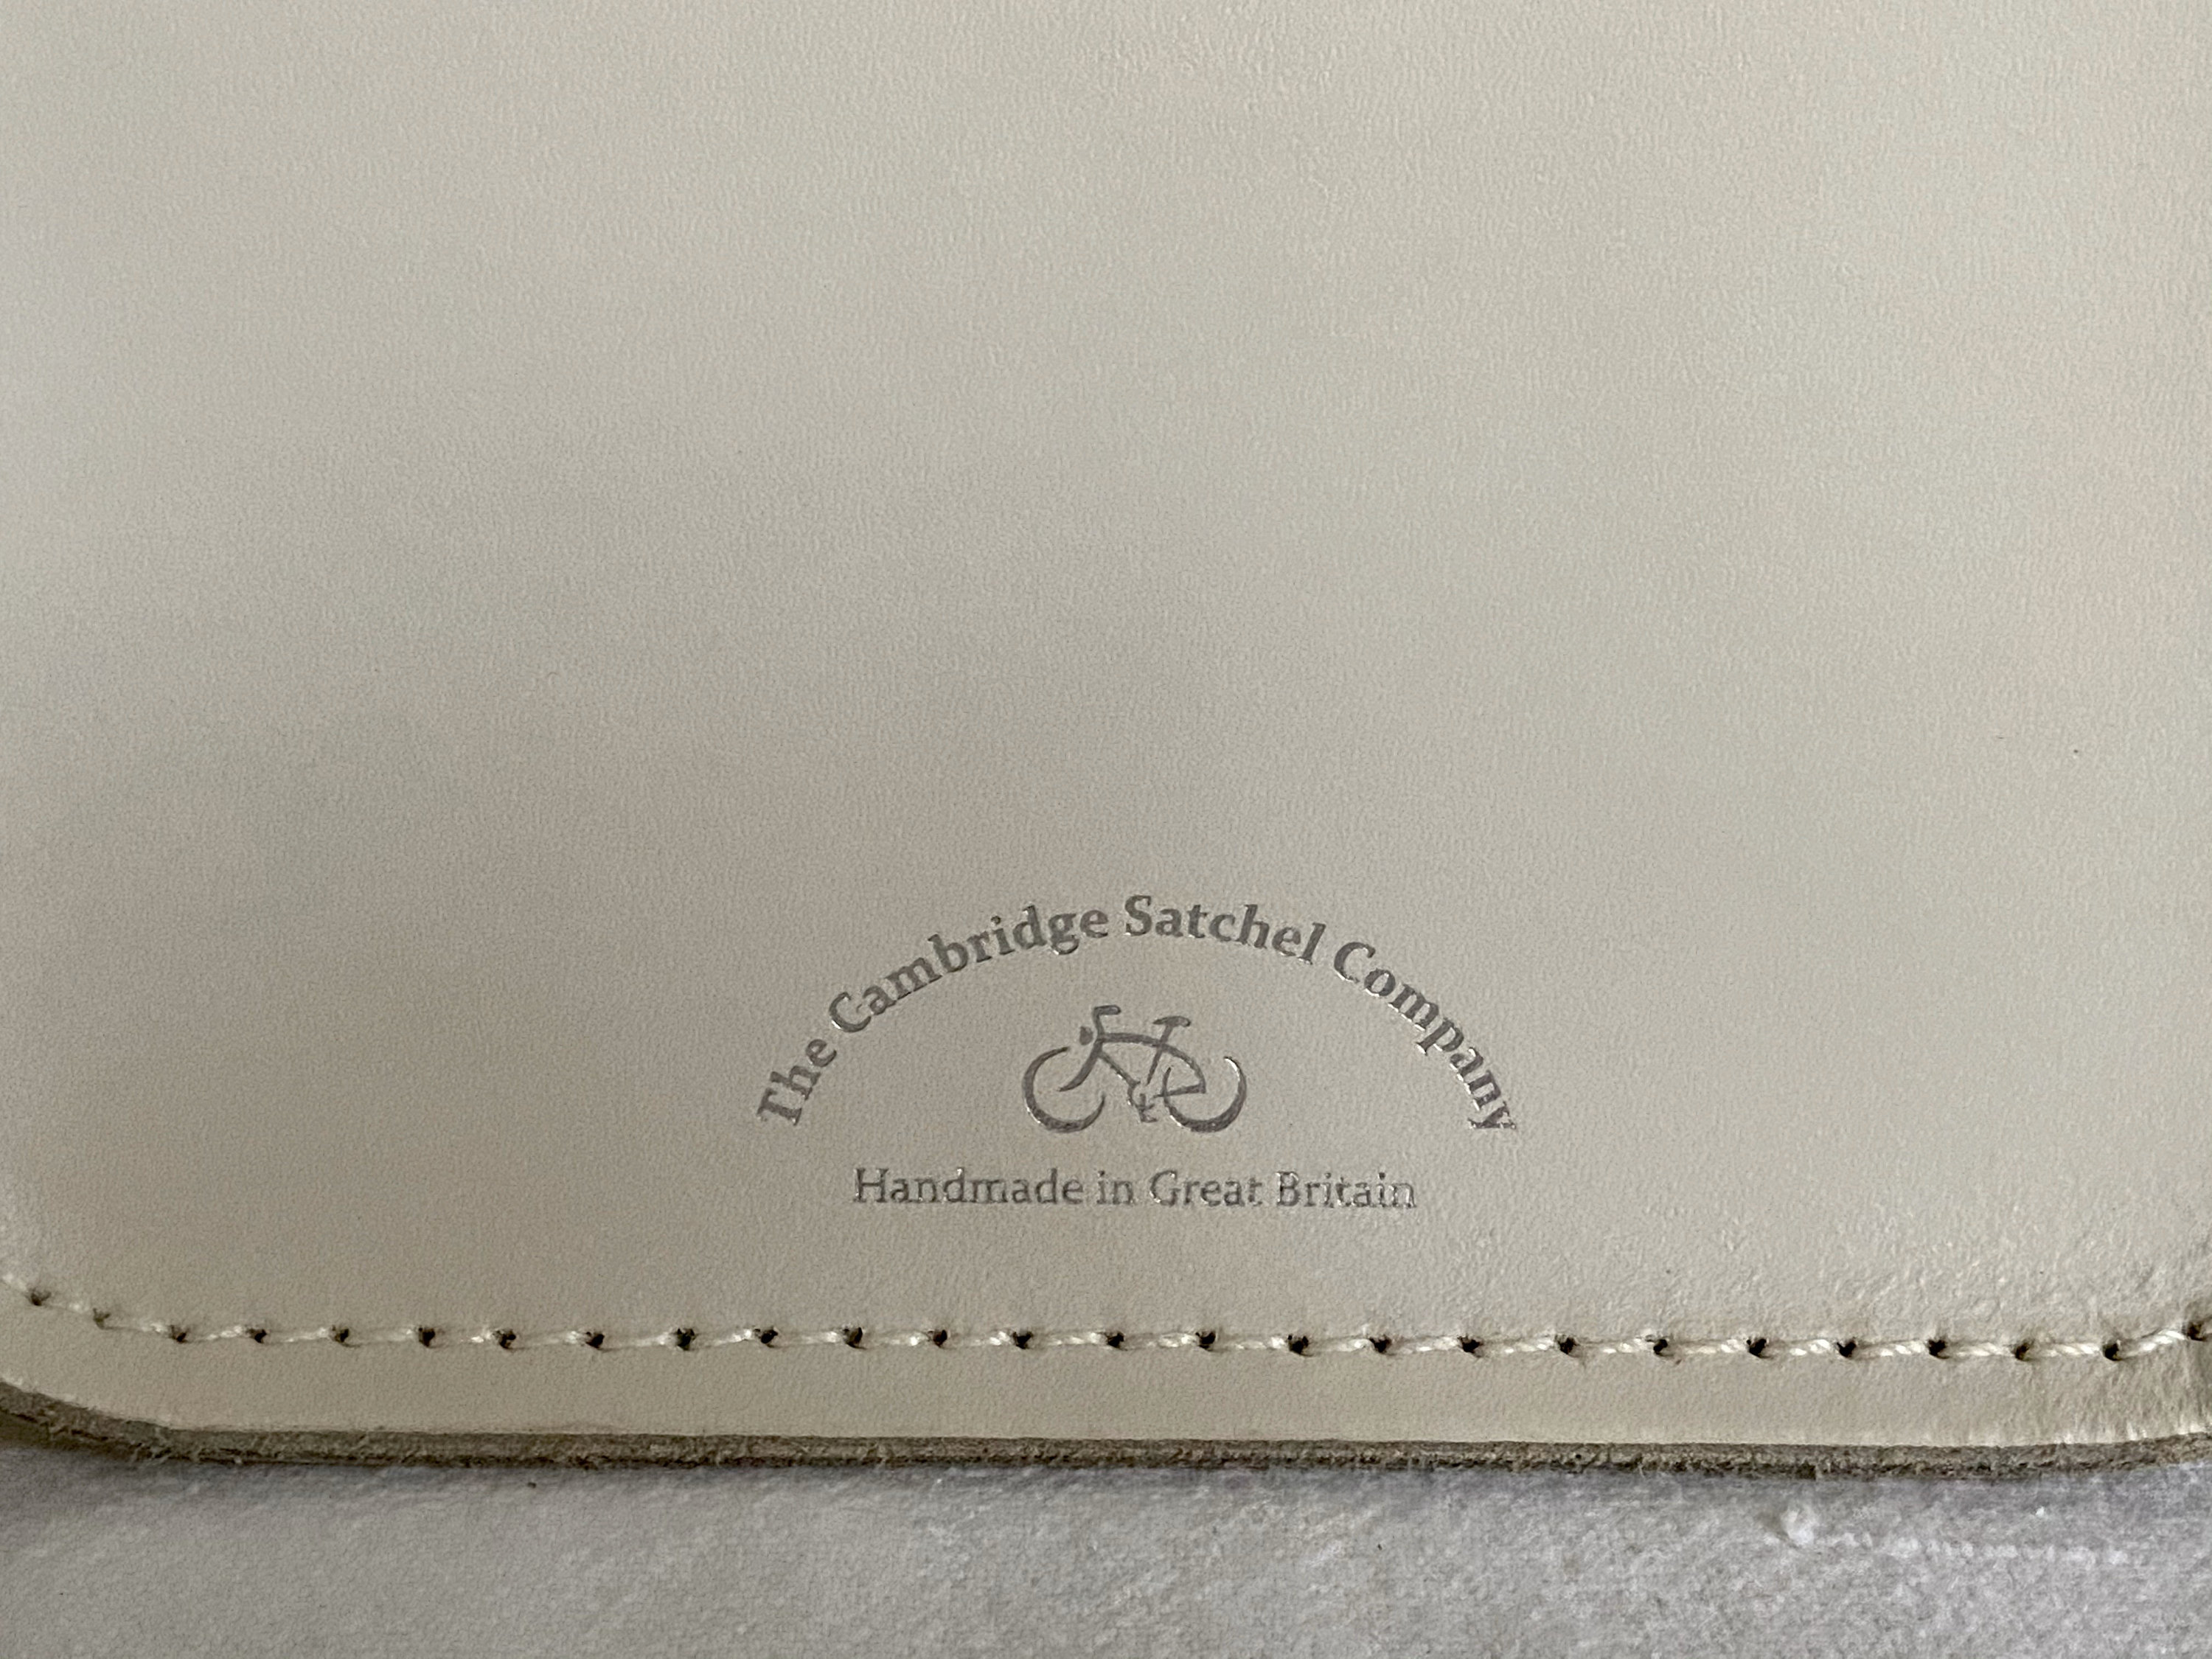 The Cambridge Satchel Company
Handmade in Great Britain